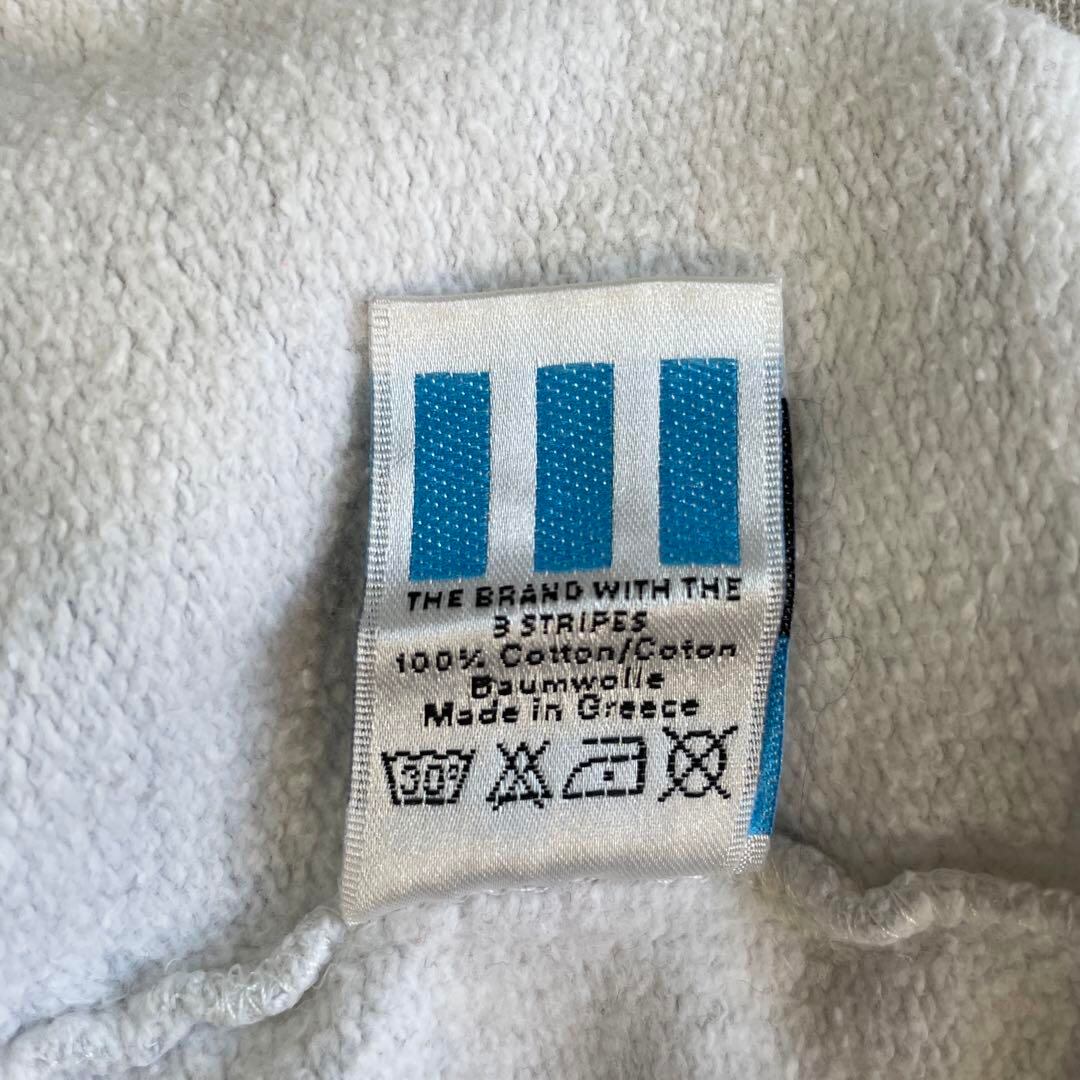 THE BRAND WITH THE
3 STRIPES
100% Cotton/Coton
Baumwolle
Made in Greece
30°